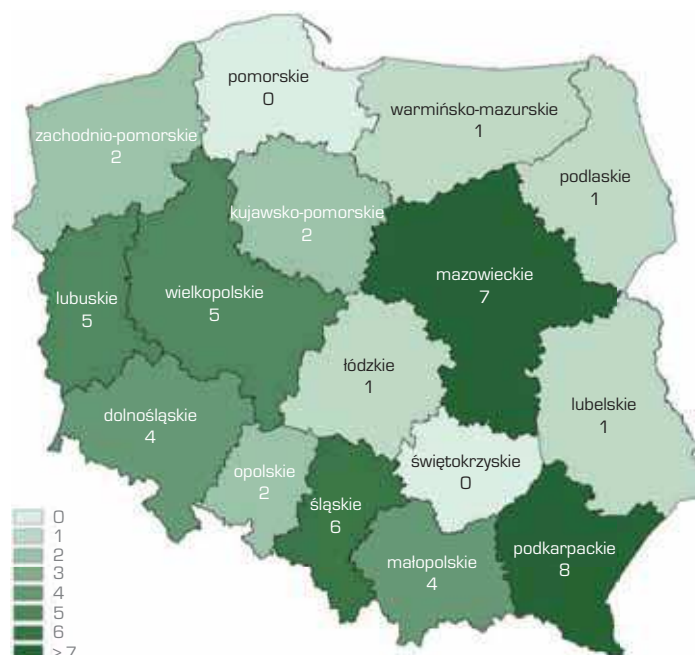 pomorskie
0
warmińsko-mazurskie
1
zachodnio-pomorskie
2
podlaskie
1
kujawsko-pomorskie
2
mazowieckie
7
lubuskie
5
wielkopolskie
5
łódzkie
1
lubelskie
1
dolnośląskie
4
opolskie
2
śląskie
6
świętokrzyskie
0
małopolskie
4
podkarpackie
8
0
1
2
3
4
5
6
>7